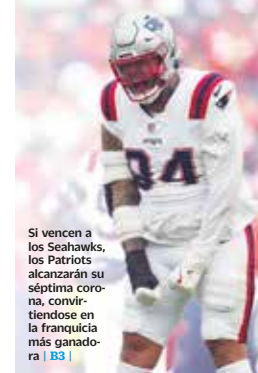 94
Si vencen a
los Seahawks,
los Patriots
alcanzarán su
séptima coro-
na, convir-
tiendose en
la franquicia
más ganado-
ra | B3 |